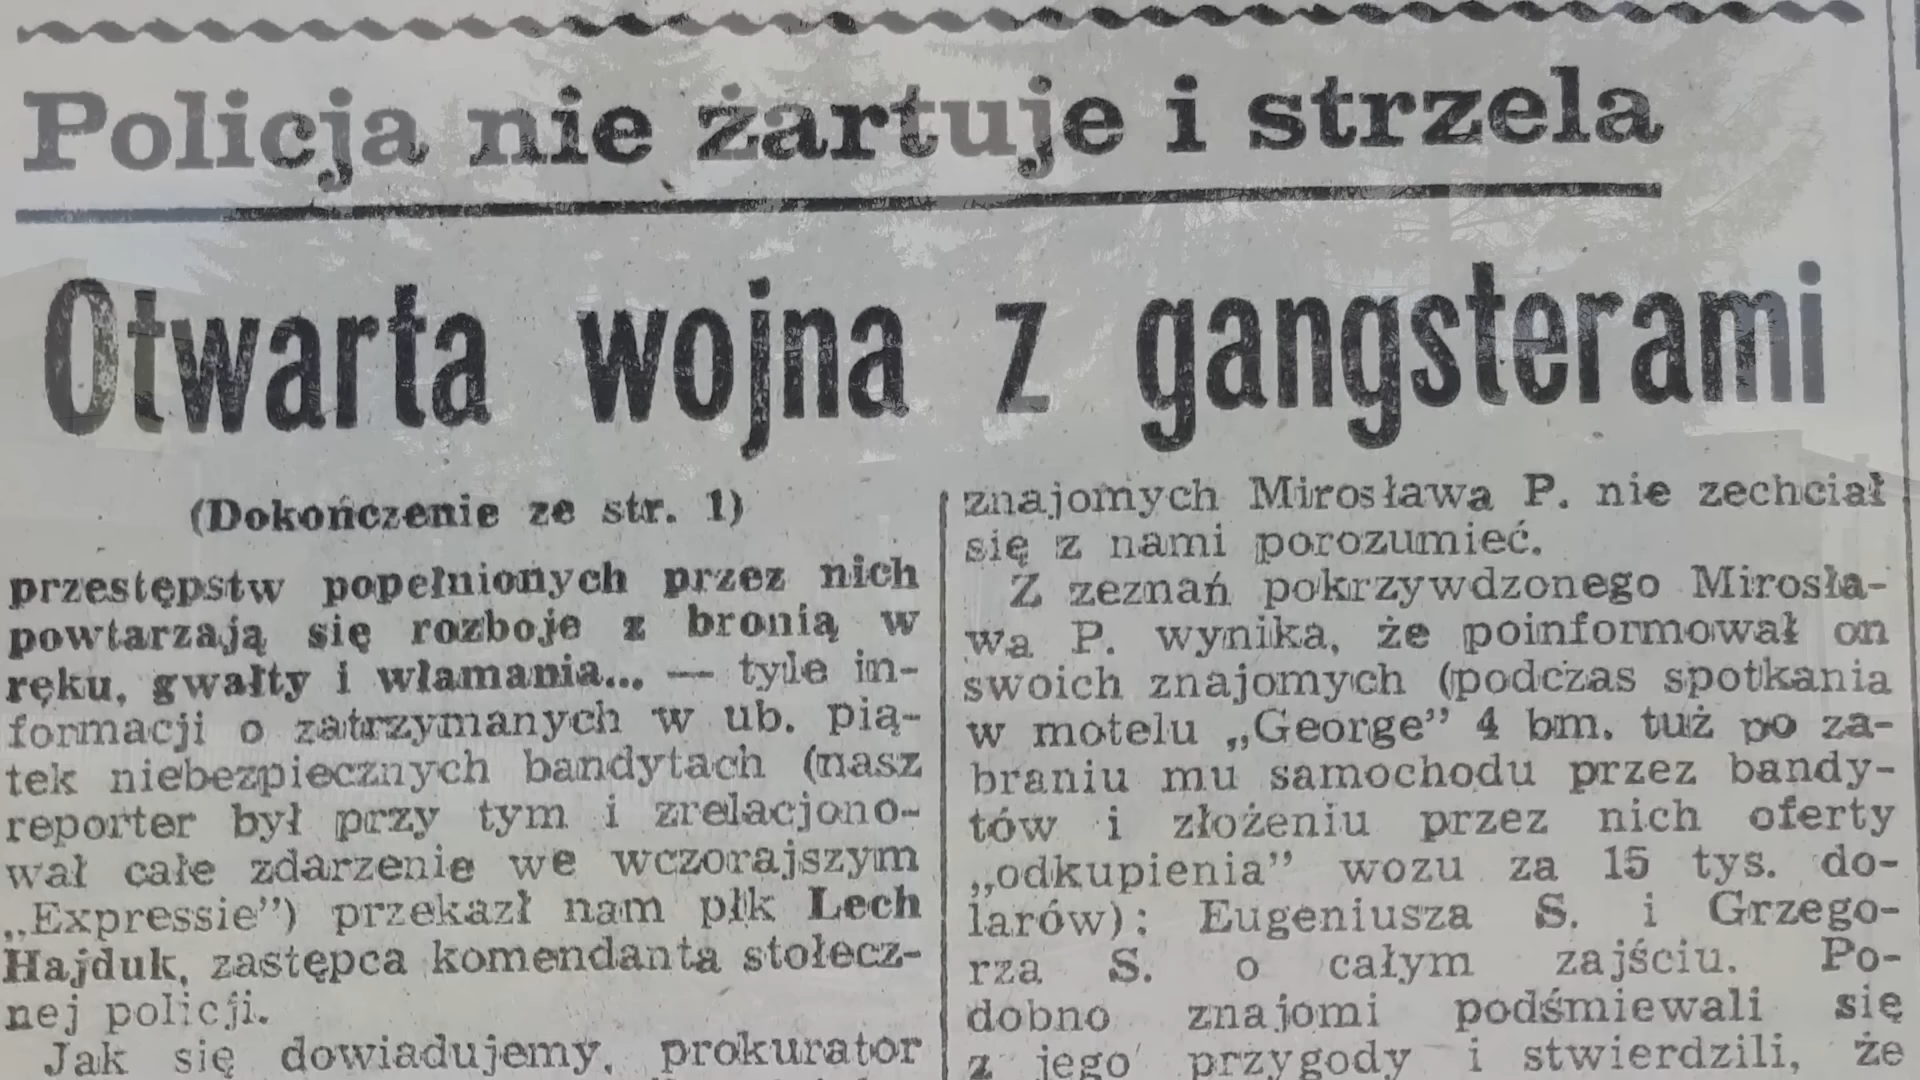 Policja nie żartuje i strzela
Otwarta wojna z gangsterami
(Dokończenie ze str. 1)
przestępstw popełnionych przez nich
powtarzają się rozboje z bronią w
ręku, gwałty i włamania... — tyle in-
formacji o zatrzymanych w ub. pią-
tek niebezpiecznych bandytach (nasz
reporter był przy tym i zrelacjono-
wał całe zdarzenie we wczorajszym
„Expressie") przekazł nam płk Lech
Hajduk, zastępca komendanta stołecz-
nej policji.
Jak się dowiadujemy, prokurator
znajomych Mirosława P. nie zechciał
się z nami porozumieć.
Z zeznań pokrzywdzonego Mirosła-
wa P. wynika, że poinformował on
swoich znajomych (podczas spotkania
w motelu „George" 4 bm. tuż po za-
braniu mu samochodu przez bandy-
tów i złożeniu przez nich oferty
„odkupienia" wozu za 15 tys. do-
larów): Eugeniusza S. i Grzego-
rza S. o całym zajściu. Po-
dobno znajomi podśmiewali się
z jego przygody i stwierdzili, że